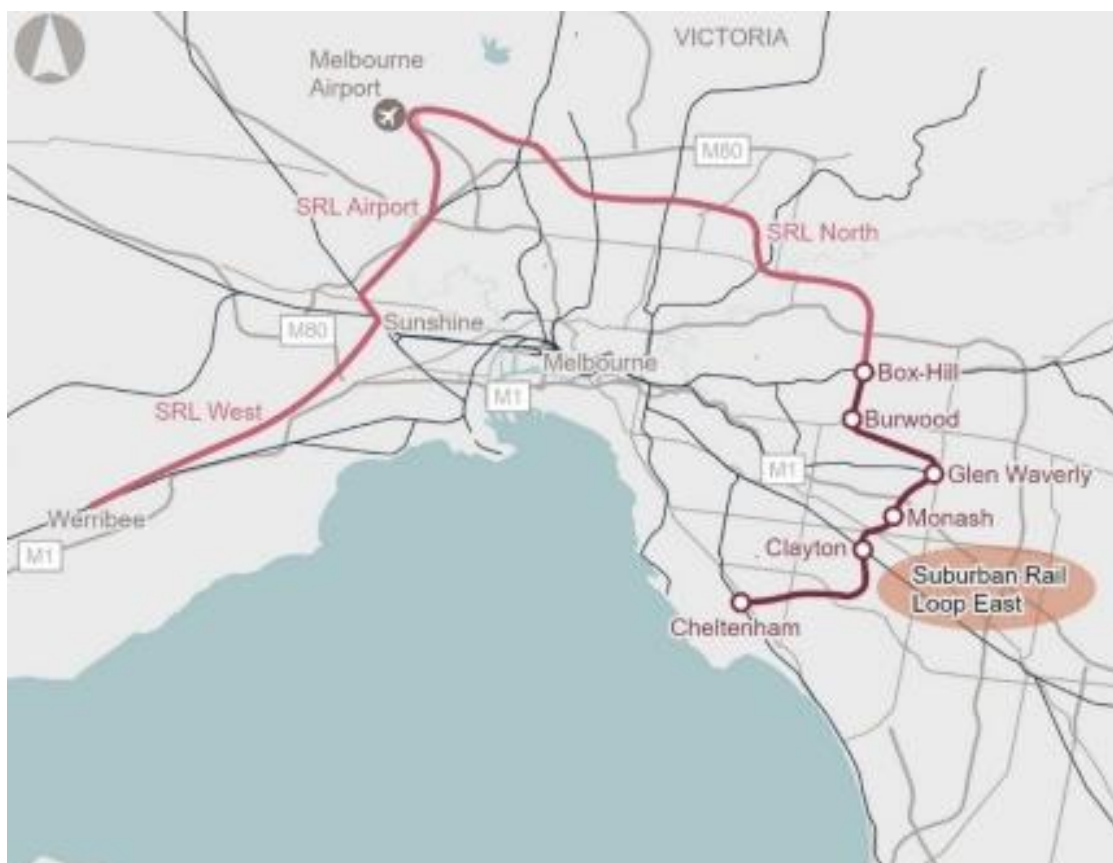 VICTORIA
Melbourne
Airport
M80
SRL Airport
SRL North
Sunshine
M80
Melbourne
Box-Hill
M1
SRL West
Burwood
M1
Glen Waverly
Werribee
Monash
M1
Clayton
Suburban Rail
Loop East
Cheltenham